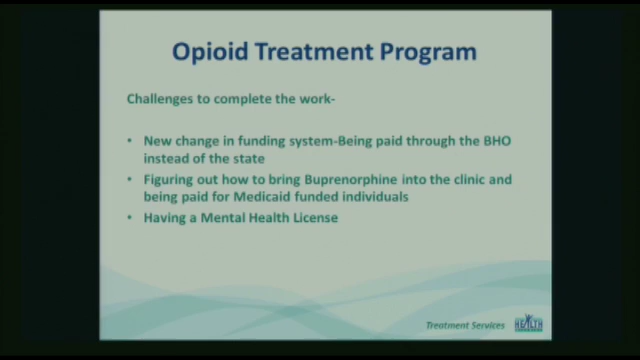 Opioid Treatment Program
Challenges to complete the work-
• New change in funding system-Being paid through the BHO
instead of the state
• Figuring out how to bring Buprenorphine into the clinic and
being paid for Medicaid funded individuals
• Having a Mental Health License
Treatment Services
HEALTH